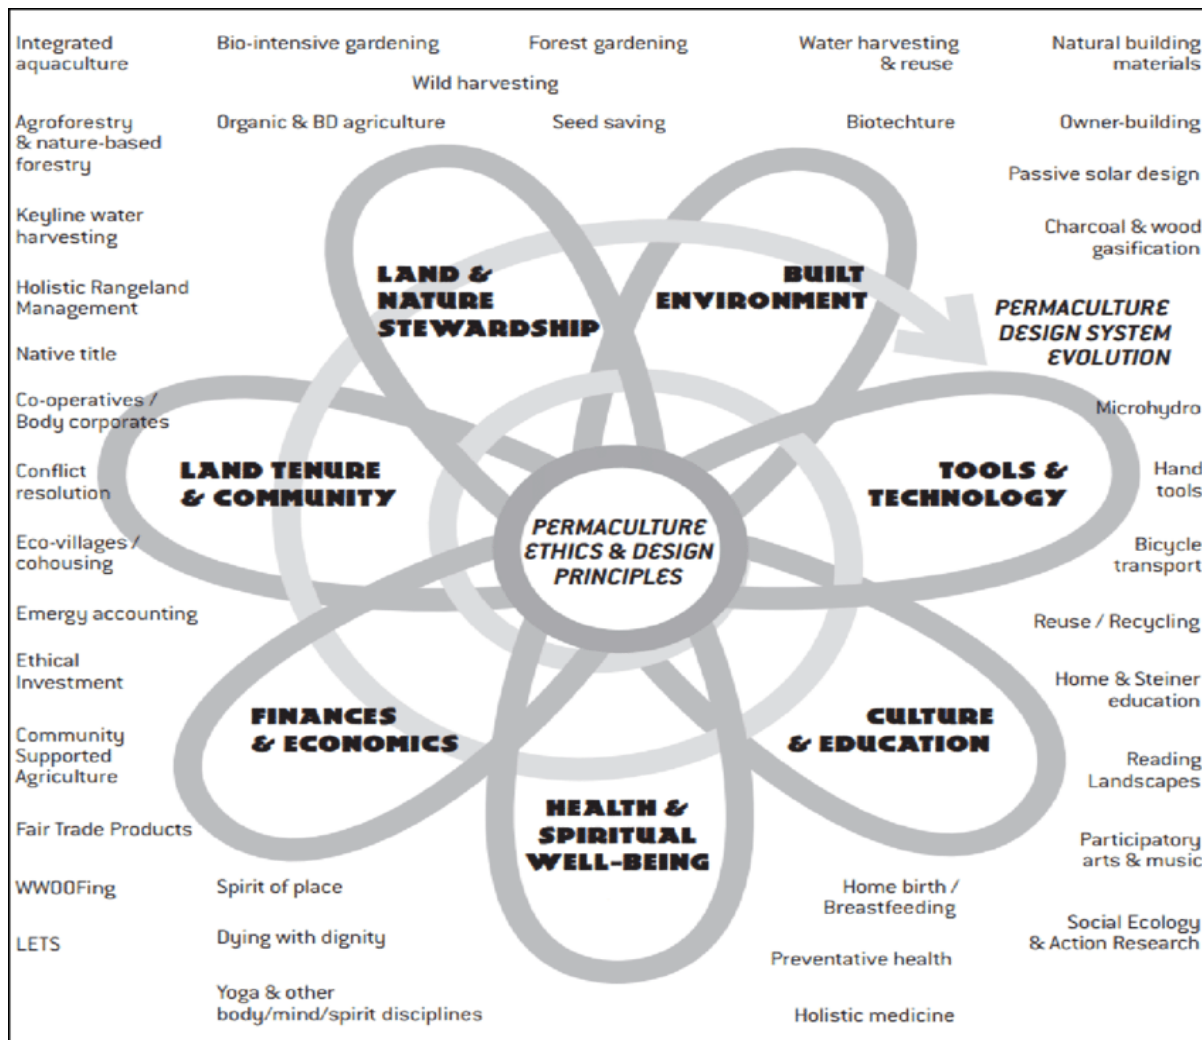 Integrated
aquaculture
Bio-intensive gardening
Forest gardening
Water harvesting
& reuse
Natural building
materials
Wild harvesting
Agroforestry
& nature-based
forestry
Organic & BD agriculture
Seed saving
Biotechture
Owner-building
Passive solar design
Keyline water
harvesting
Charcoal & wood
gasification
LAND &
NATURE
STEWARDSHIP
BUILT
ENVIRONMENT
Holistic Rangeland
Management
PERMACULTURE
DESIGN SYSTEM
EVOLUTION
Native title
Co-operatives /
Body corporates
Microhydro
Conflict
resolution
LAND TENURE
& COMMUNITY
TOOLS &
TECHNOLOGY
Hand
tools
PERMACULTURE
ETHICS & DESIGN
PRINCIPLES
Eco-villages /
cohousing
Bicycle
transport
Emergy accounting
Reuse / Recycling
Ethical
Investment
Home & Steiner
education
FINANCES
& ECONOMICS
CULTURE
& EDUCATION
Community
Supported
Agriculture
Reading
Landscapes
HEALTH &
SPIRITUAL
WELL-BEING
Fair Trade Products
Participatory
arts & music
WWOOFing
Spirit of place
Home birth /
Breastfeeding
LETS
Dying with dignity
Social Ecology
& Action Research
Preventative health
Yoga & other
body/mind/spirit disciplines
Holistic medicine